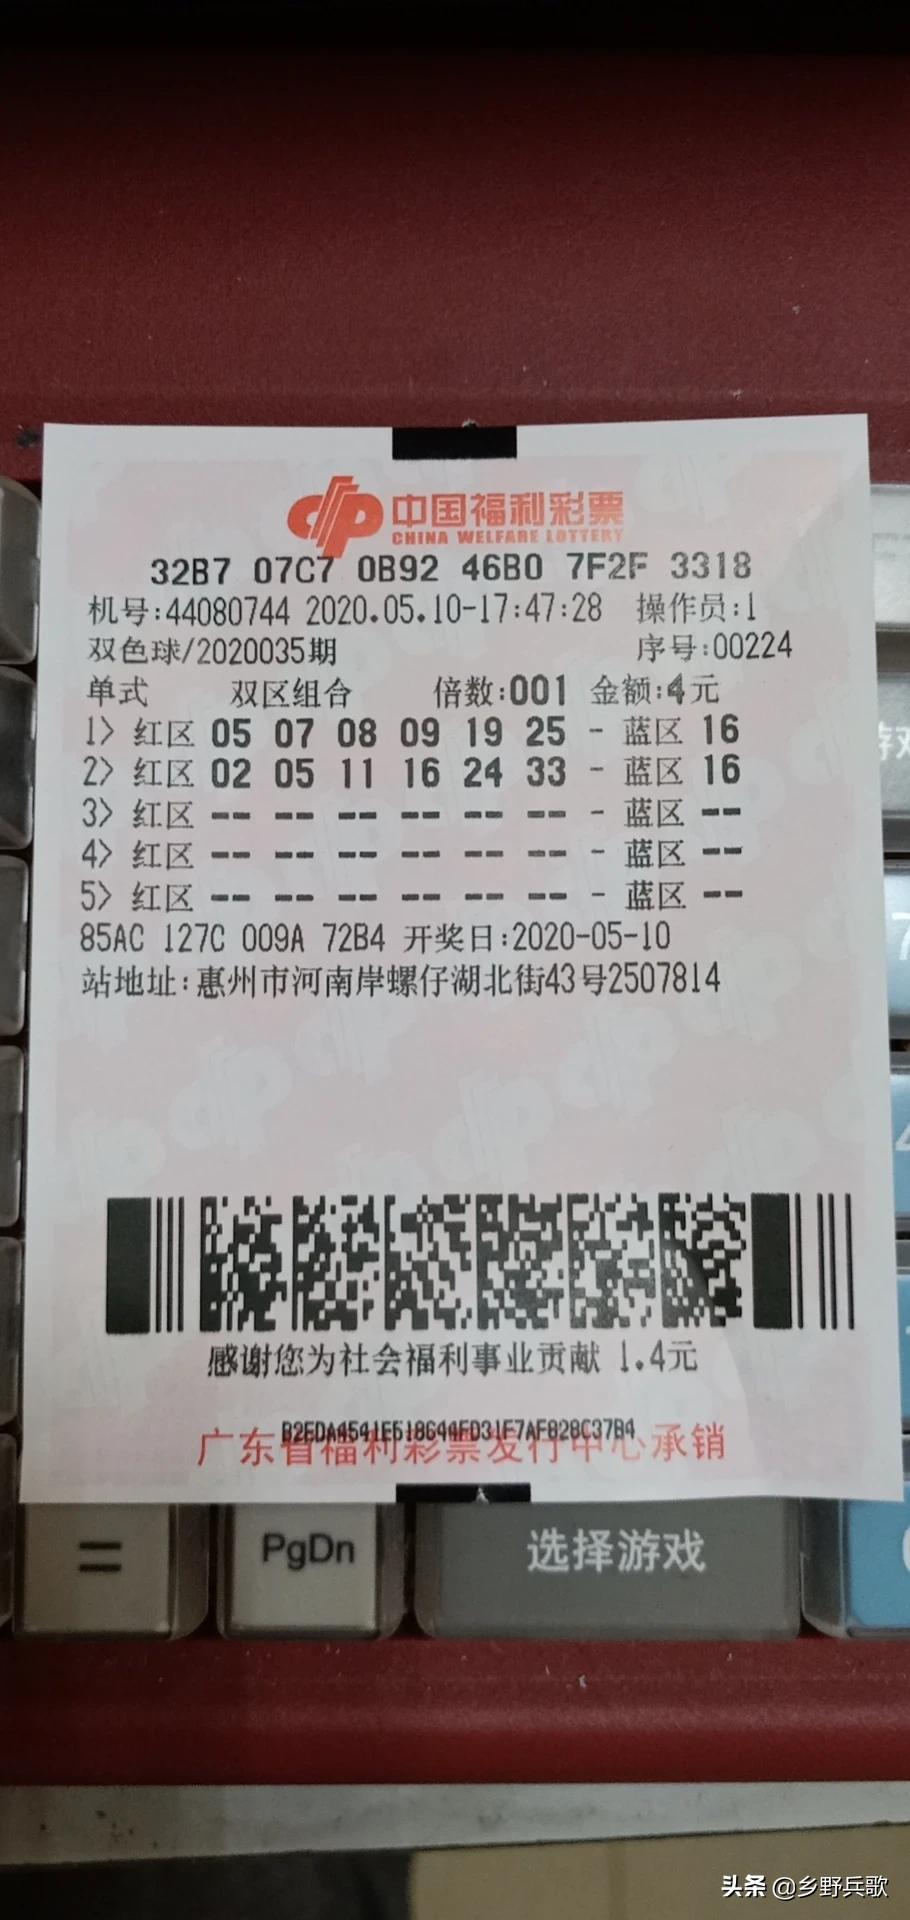 中国福利彩票
CHINA WELFARE LOTTERY
32B7 07C7 0B92 46B0 7F2F 3318
机号:44080744 2020.05.10-17:47:28 操作员:1
双色球/2020035期 序号:00224
单式 双区组合 倍数:001 金额:4元
1> 红区 05 07 08 09 19 25 - 蓝区 16
2> 红区 02 05 11 16 24 33 - 蓝区 16
3> 红区 -- -- -- -- -- -- - 蓝区 --
4> 红区 -- -- -- -- -- -- - 蓝区 --
5> 红区 -- -- -- -- -- -- - 蓝区 --
85AC 127C 009A 72B4 开奖日:2020-05-10
站地址:惠州市河南岸螺仔湖北街43号2507814
感谢您为社会福利事业贡献 1.4元
广东省福利彩票发行中心承销
= PgDn 选择游戏
头条 @乡野兵歌